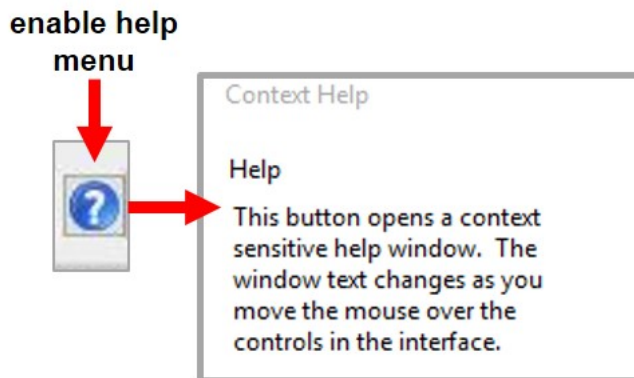 enable help
menu
Context Help
?
Help
This button opens a context
sensitive help window. The
window text changes as you
move the mouse over the
controls in the interface.